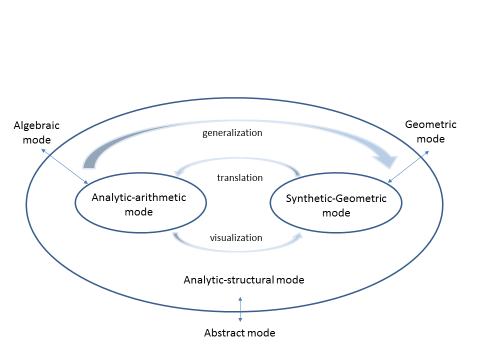 Algebraic
mode
Geometric
mode
generalization
translation
Analytic-arithmetic
mode
Synthetic-Geometric
mode
visualization
Analytic-structural mode
Abstract mode